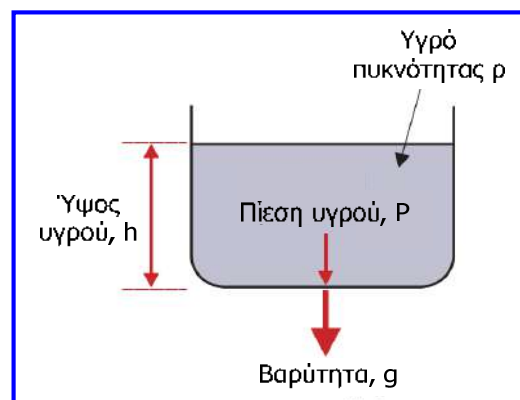 Υγρό
πυκνότητας ρ
Ύψος
υγρού, h
Πίεση υγρού, P
Βαρύτητα, g